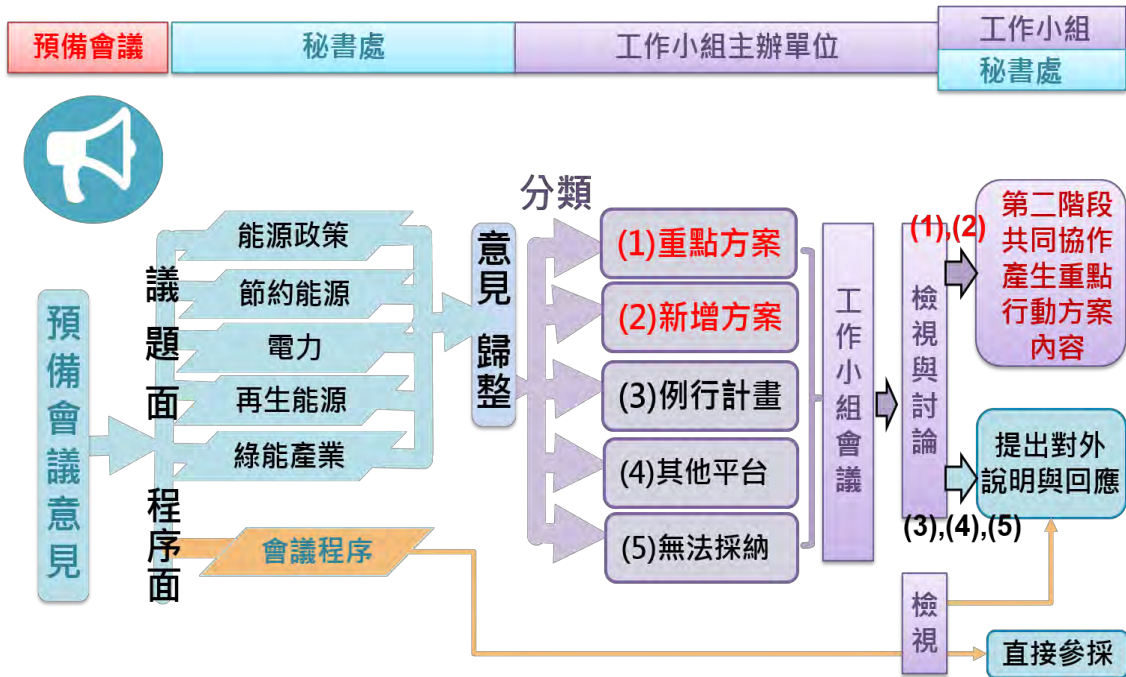 預備會議
秘書處
工作小組主辦單位
工作小組
秘書處
預備會議意見
議題面
程序面
能源政策
節約能源
電力
再生能源
綠能產業
會議程序
意見歸整
分類
(1)重點方案
(2)新增方案
(3)例行計畫
(4)其他平台
(5)無法採納
工作小組會議
檢視與討論
(1),(2)
第二階段
共同協作
產生重點
行動方案
內容
(3),(4),(5)
提出對外
說明與回應
檢視
直接參採